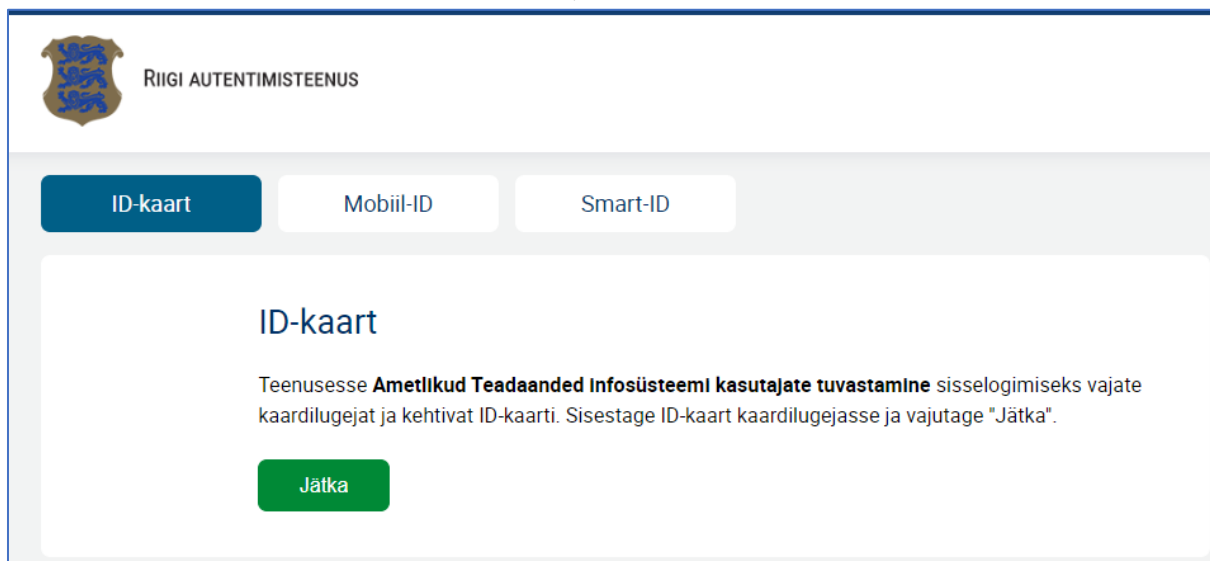 RIIGI AUTENTIMISTEENUS
ID-kaart
Mobiil-ID
Smart-ID
ID-kaart
Teenusesse Ametlikud Teadaanded infosüsteemi kasutajate tuvastamine sisselogimiseks vajate
kaardilugejat ja kehtivat ID-kaarti. Sisestage ID-kaart kaardilugejasse ja vajutage "Jätka".
Jätka